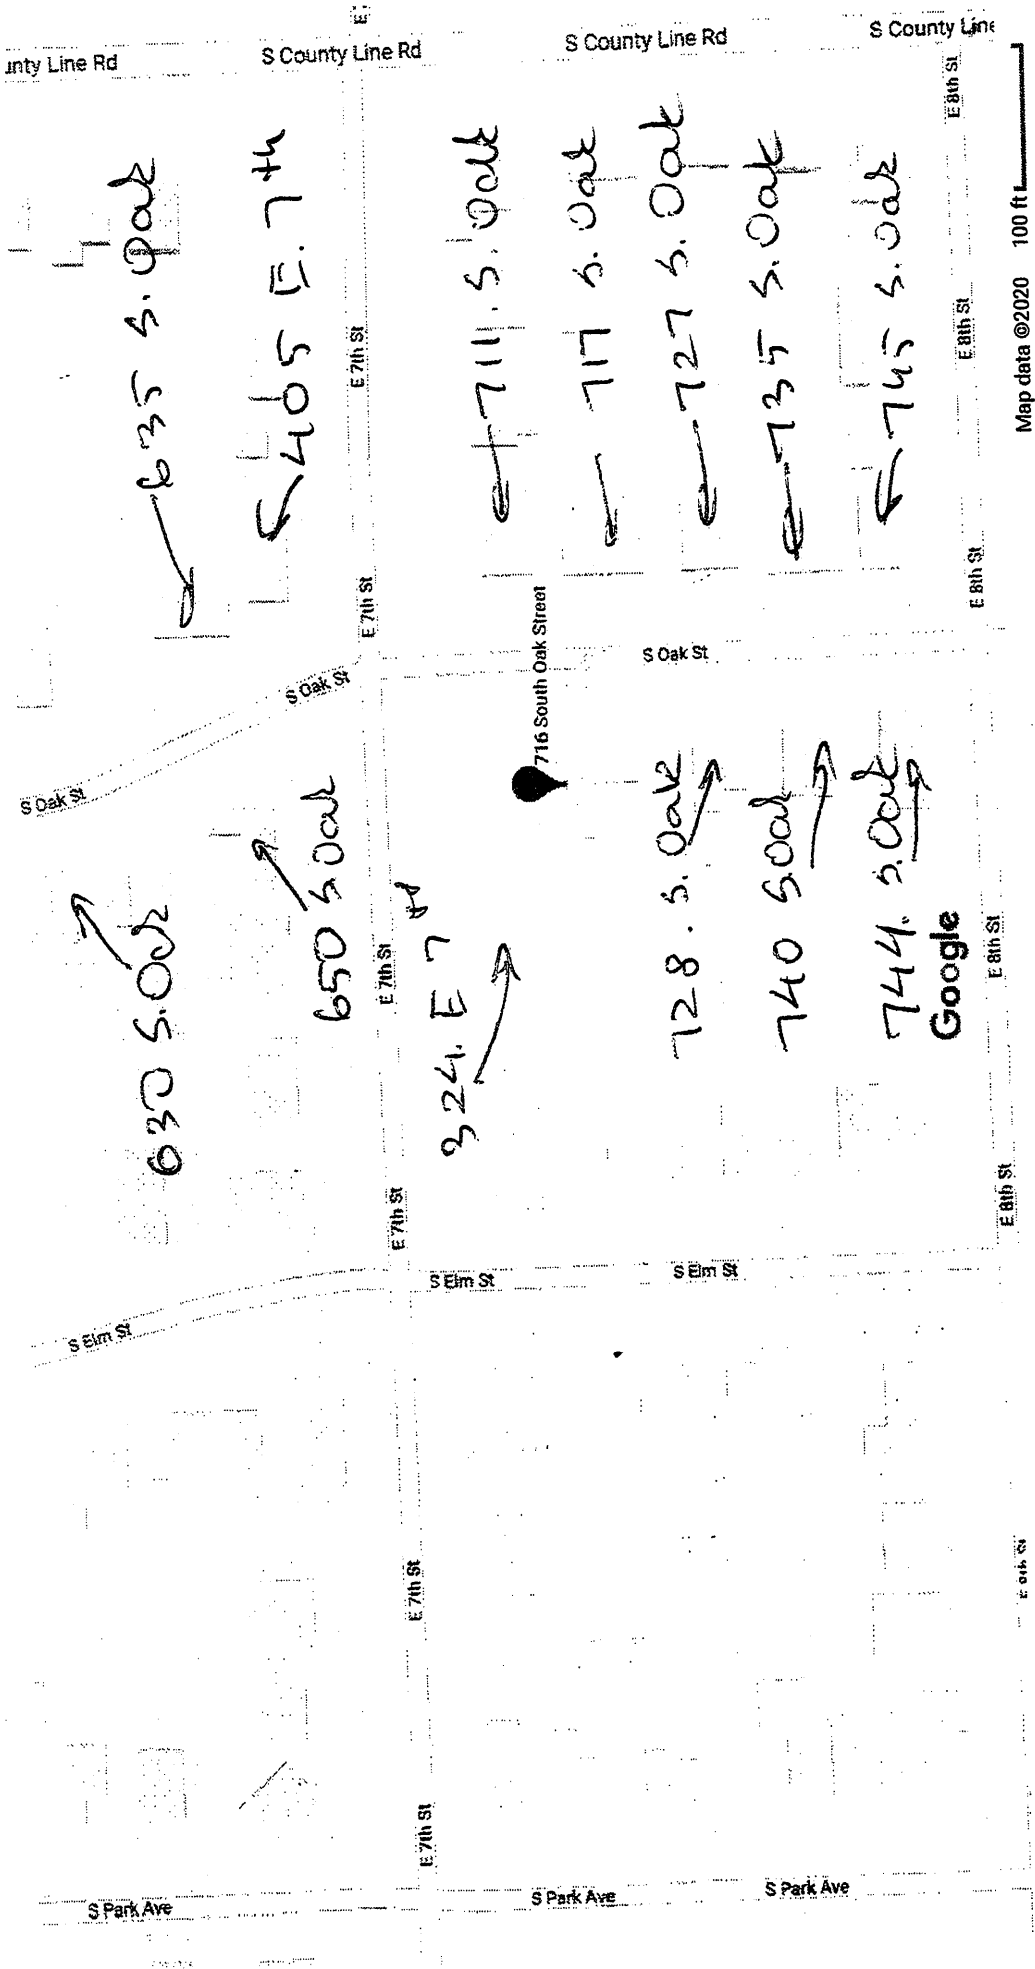 E
unty Line Rd
S County Line Rd
S County Line Rd
S County Line
635 S. Oak
405 E. 7th
711. S. Oak
717 S. Oak
727 S. Oak
735 S. Oak
745 S. Oak
E 8th St
100 ft
E 7th St
E 8th St
Map data ©2020
E 7th St
E 8th St
S Oak St
S Oak St
716 South Oak Street
S Oak St
630 S. Oak
650 S. Oak
324. E 7th
728. S. Oak
740 S. Oak
744. S. Oak
Google
E 7th St
E 8th St
E 7th St
E 8th St
S Elm St
S Elm St
S Elm St
E 7th St
E 7th St
S Park Ave
S Park Ave
S Park Ave